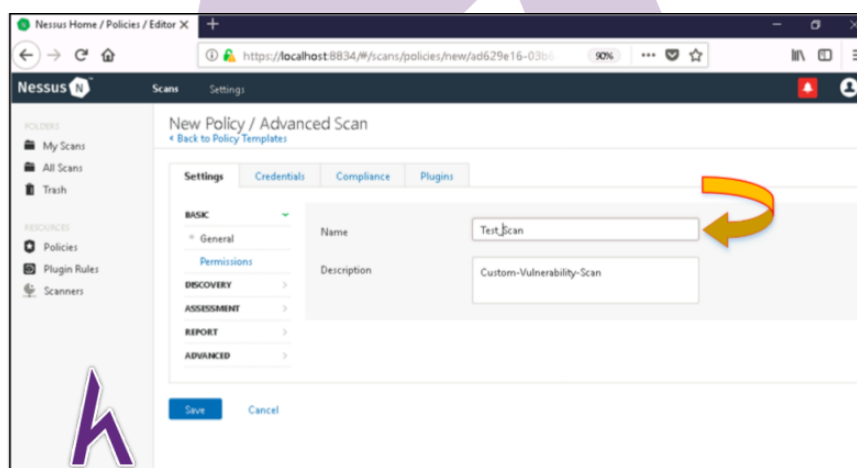 Nessus Home / Policies / Editor
https://localhost:8834/#/scans/policies/new/ad629e16-03b6
90%
Nessus N
Scans
Settings
FOLDERS
My Scans
All Scans
Trash
RESOURCES
Policies
Plugin Rules
Scanners
New Policy / Advanced Scan
Back to Policy Templates
Settings
Credentials
Compliance
Plugins
BASIC
General
Permissions
DISCOVERY
ASSESSMENT
REPORT
ADVANCED
Name
Test_Scan
Description
Custom-Vulnerability-Scan
Save
Cancel